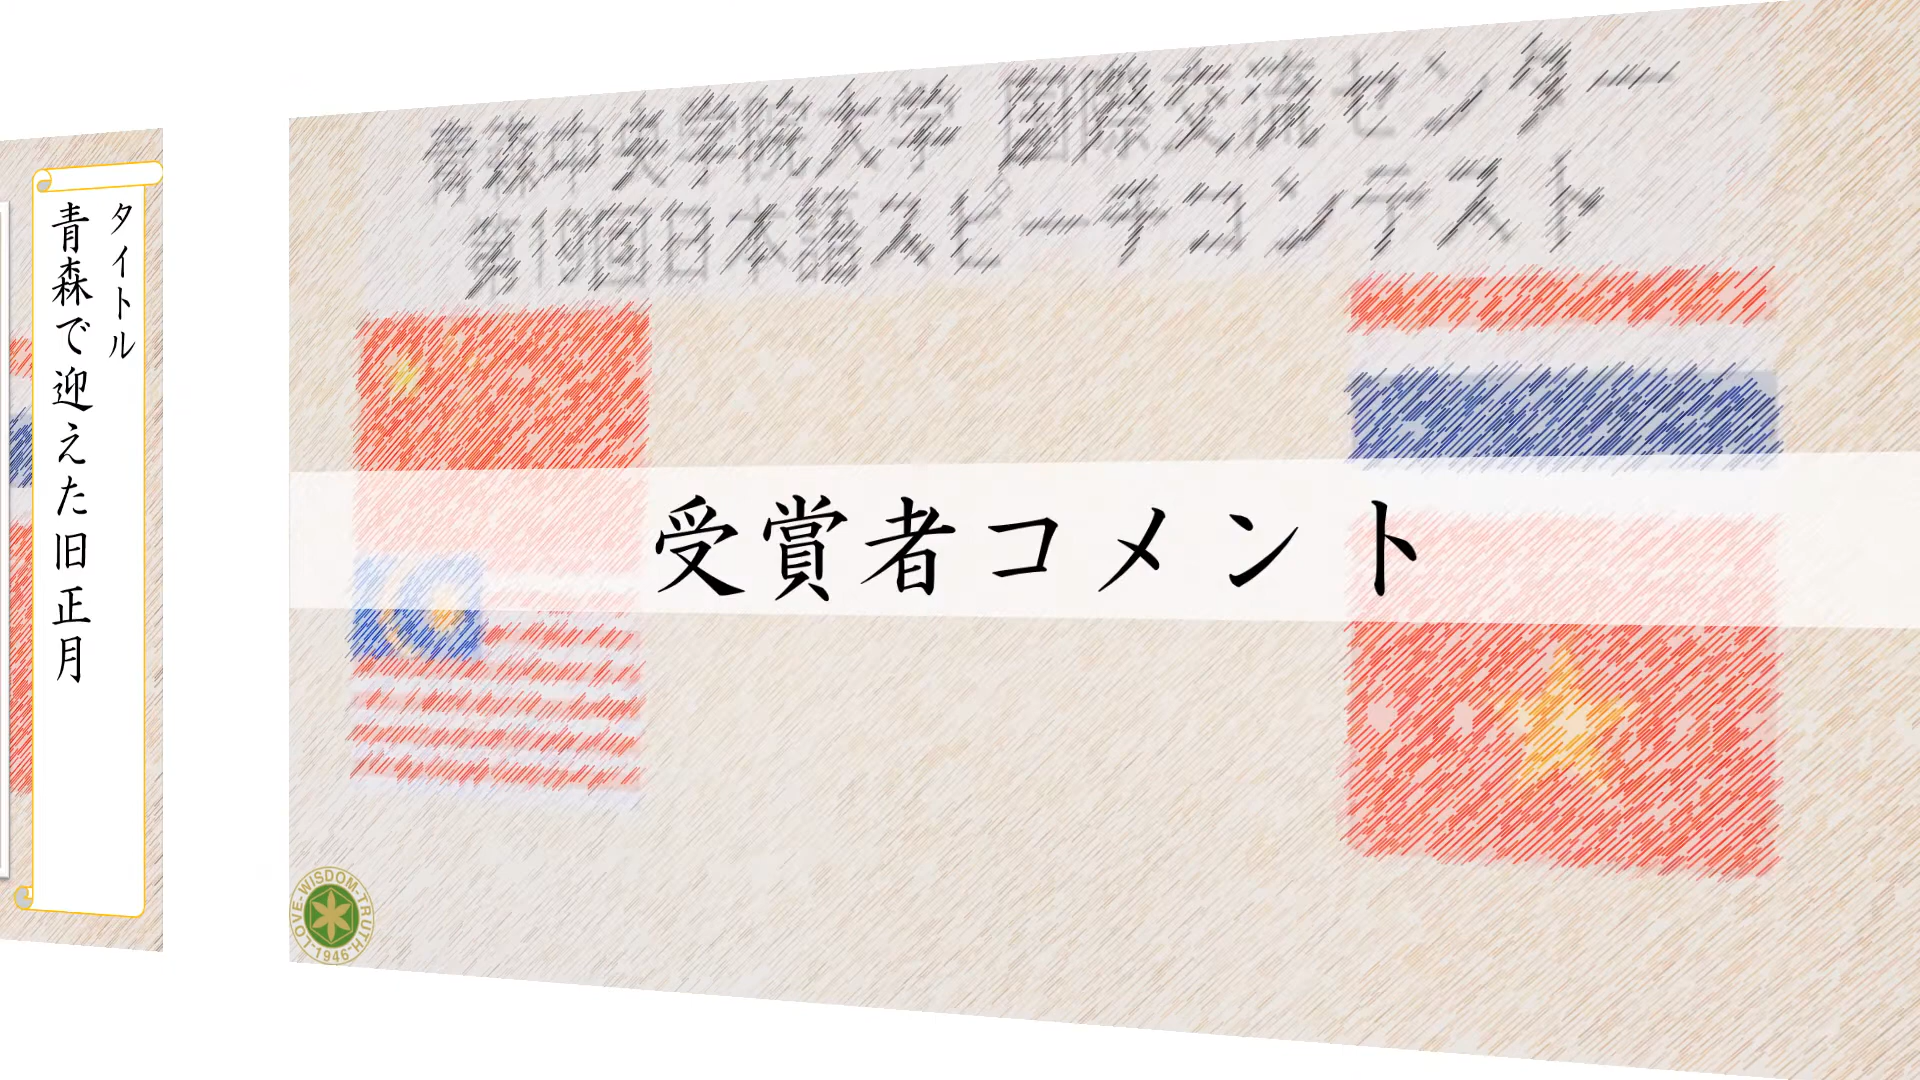 タイトル
青森で迎えた旧正月
青森中央学院大学 国際交流センター
第19回日本語スピーチコンテスト
受賞者コメント
LOVE-WISDOM-TRUTH
1946